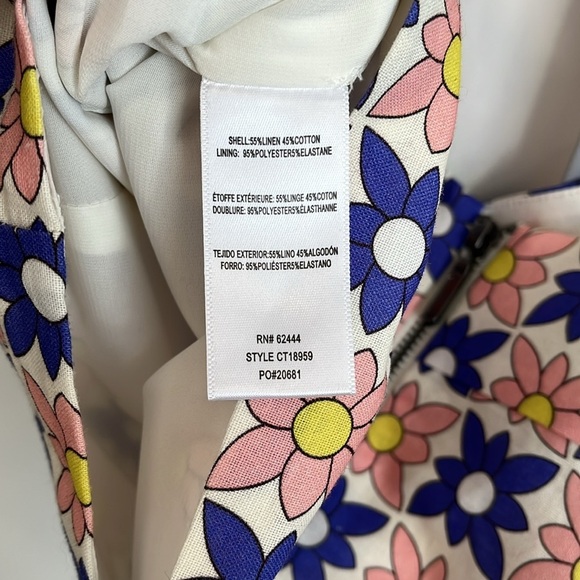 SHELL:55%LINEN 45%COTTON
LINING: 95%POLYESTER5%ELASTANE
ÉTOFFE EXTÉRIEURE: 55%LINGE 45%COTON
DOUBLURE: 95%POLYESTER5%ÉLASTHANNE
TEJIDO EXTERIOR:55%LINO 45%ALGODÓN
FORRO: 95%POLIÉSTER5%ELASTANO
RN# 62444
STYLE CT18959
PO#20681